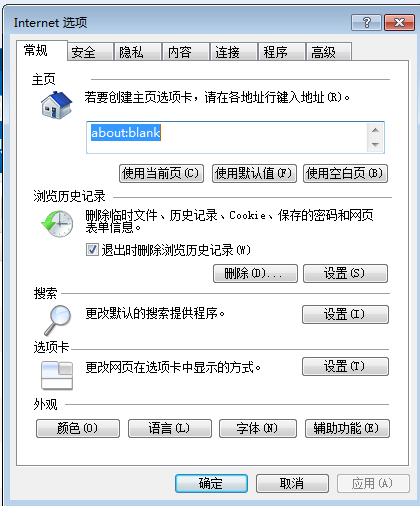 Internet 选项
常规 安全 隐私 内容 连接 程序 高级
主页
若要创建主页选项卡，请在各地址行键入地址(R)。
about:blank
使用当前页(C) 使用默认值(F) 使用空白页(B)
浏览历史记录
删除临时文件、历史记录、Cookie、保存的密码和网页
表单信息。
退出时删除浏览历史记录(W)
删除(D)... 设置(S)
搜索
更改默认的搜索提供程序。 设置(I)
选项卡
更改网页在选项卡中显示的方式。 设置(T)
外观
颜色(O) 语言(L) 字体(N) 辅助功能(E)
确定 取消 应用(A)